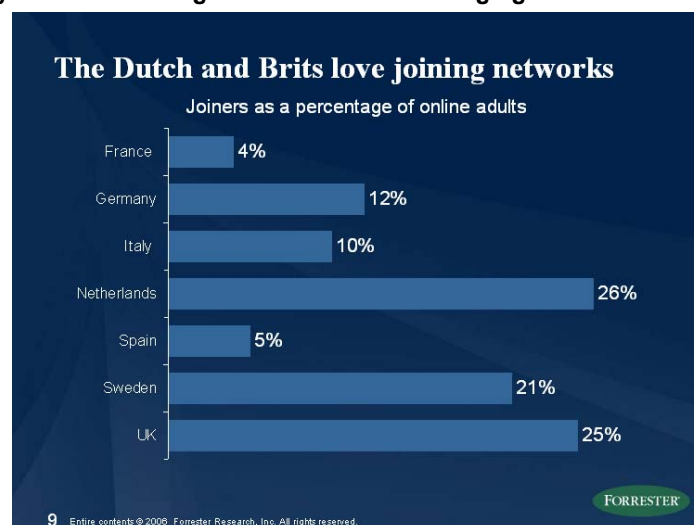 The Dutch and Brits love joining networks
Joiners as a percentage of online adults
France 4%
Germany 12%
Italy 10%
Netherlands 26%
Spain 5%
Sweden 21%
UK 25%
FORRESTER
9 Entire contents © 2006 Forrester Research, Inc. All rights reserved.